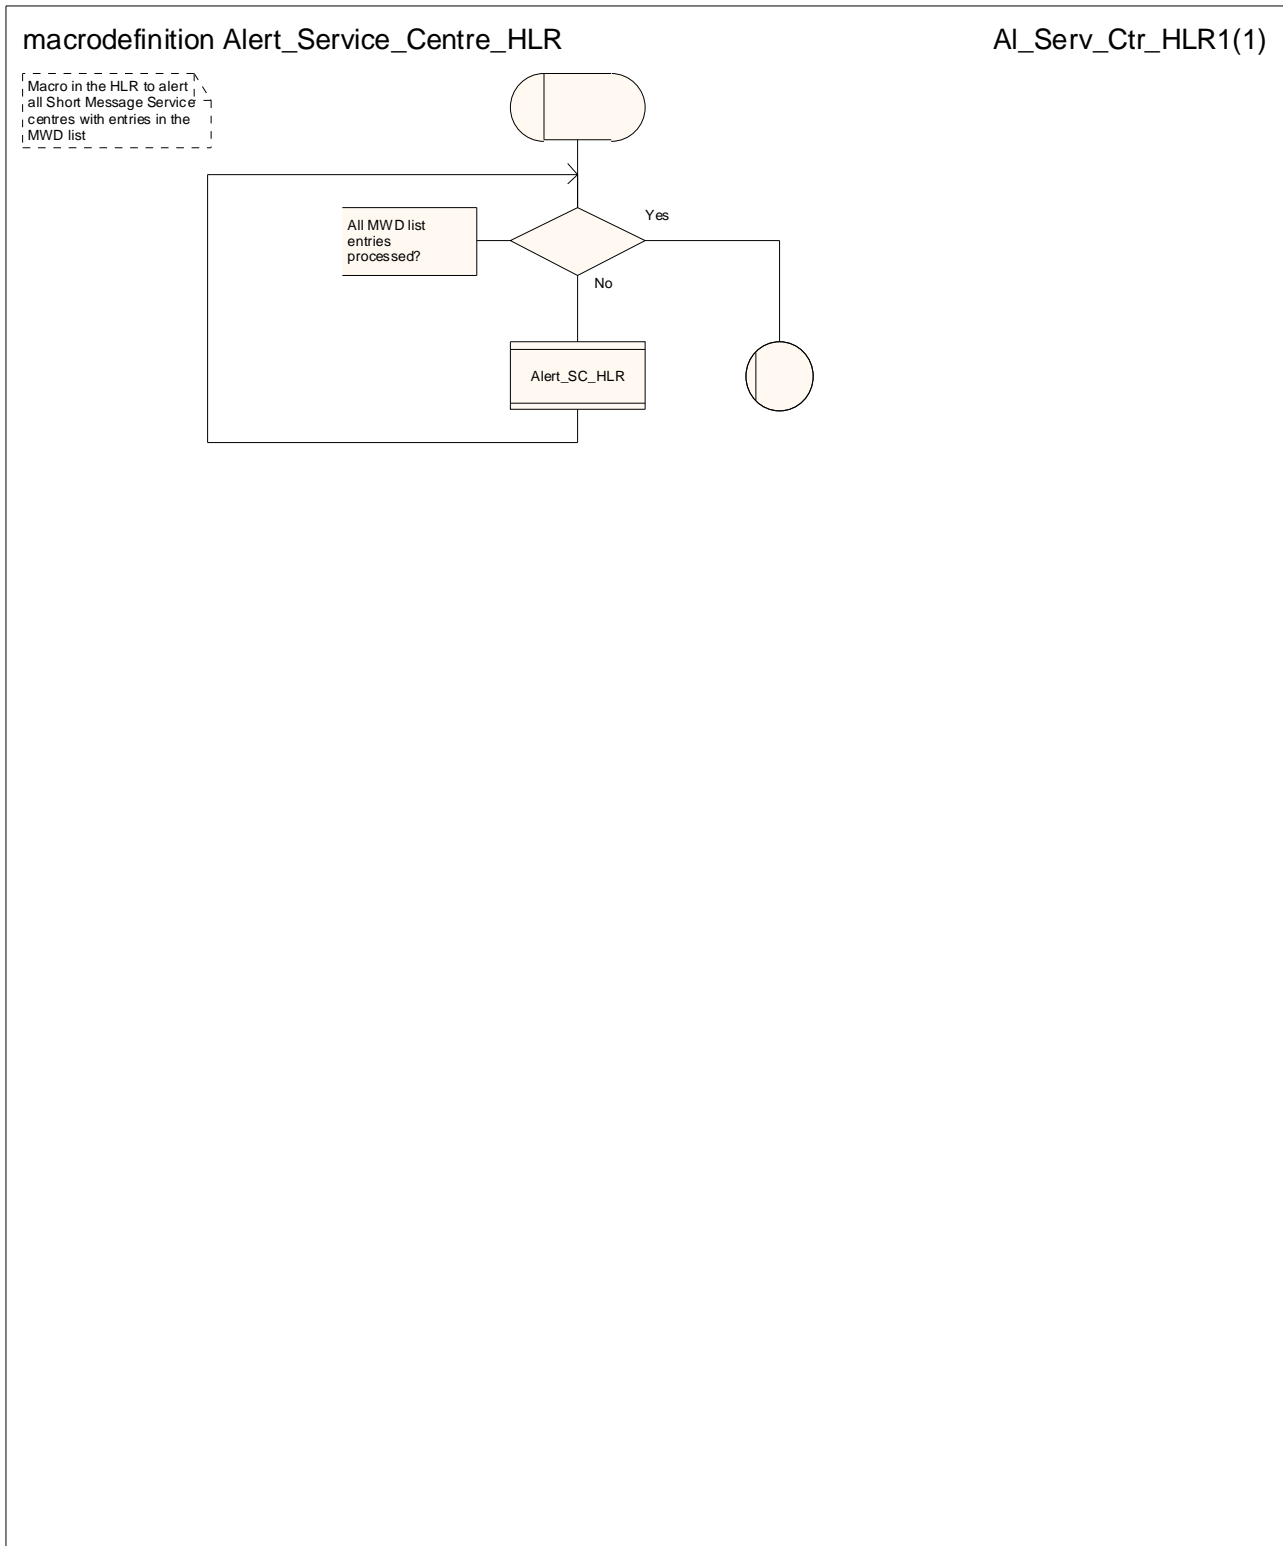 macrodefinition Alert_Service_Centre_HLR
Al_Serv_Ctr_HLR1(1)
Macro in the HLR to alert
all Short Message Service
centres with entries in the
MWD list
Yes
All MWD list
entries
processed?
No
Alert_SC_HLR